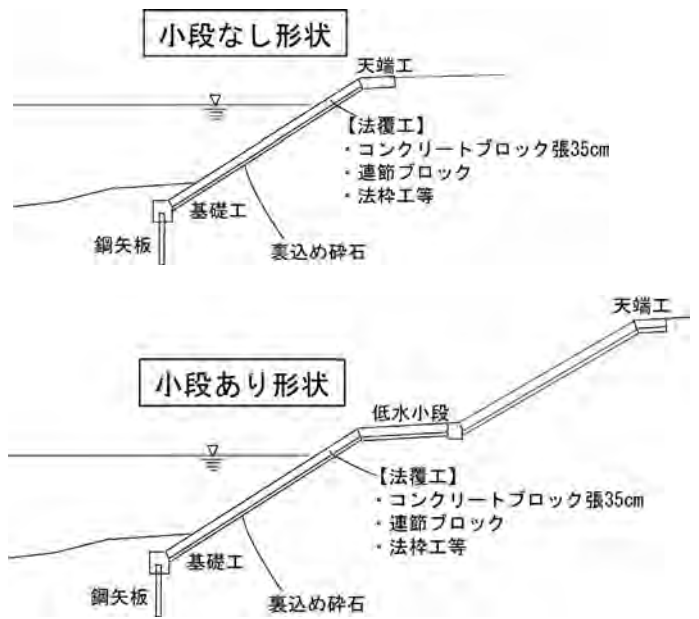 小段なし形状
天端工
【法覆工】
・コンクリートブロック張35cm
・連節ブロック
・法枠工等
基礎工
鋼矢板
裏込め砕石
天端工
小段あり形状
低水小段
【法覆工】
・コンクリートブロック張35cm
・連節ブロック
・法枠工等
基礎工
鋼矢板
裏込め砕石